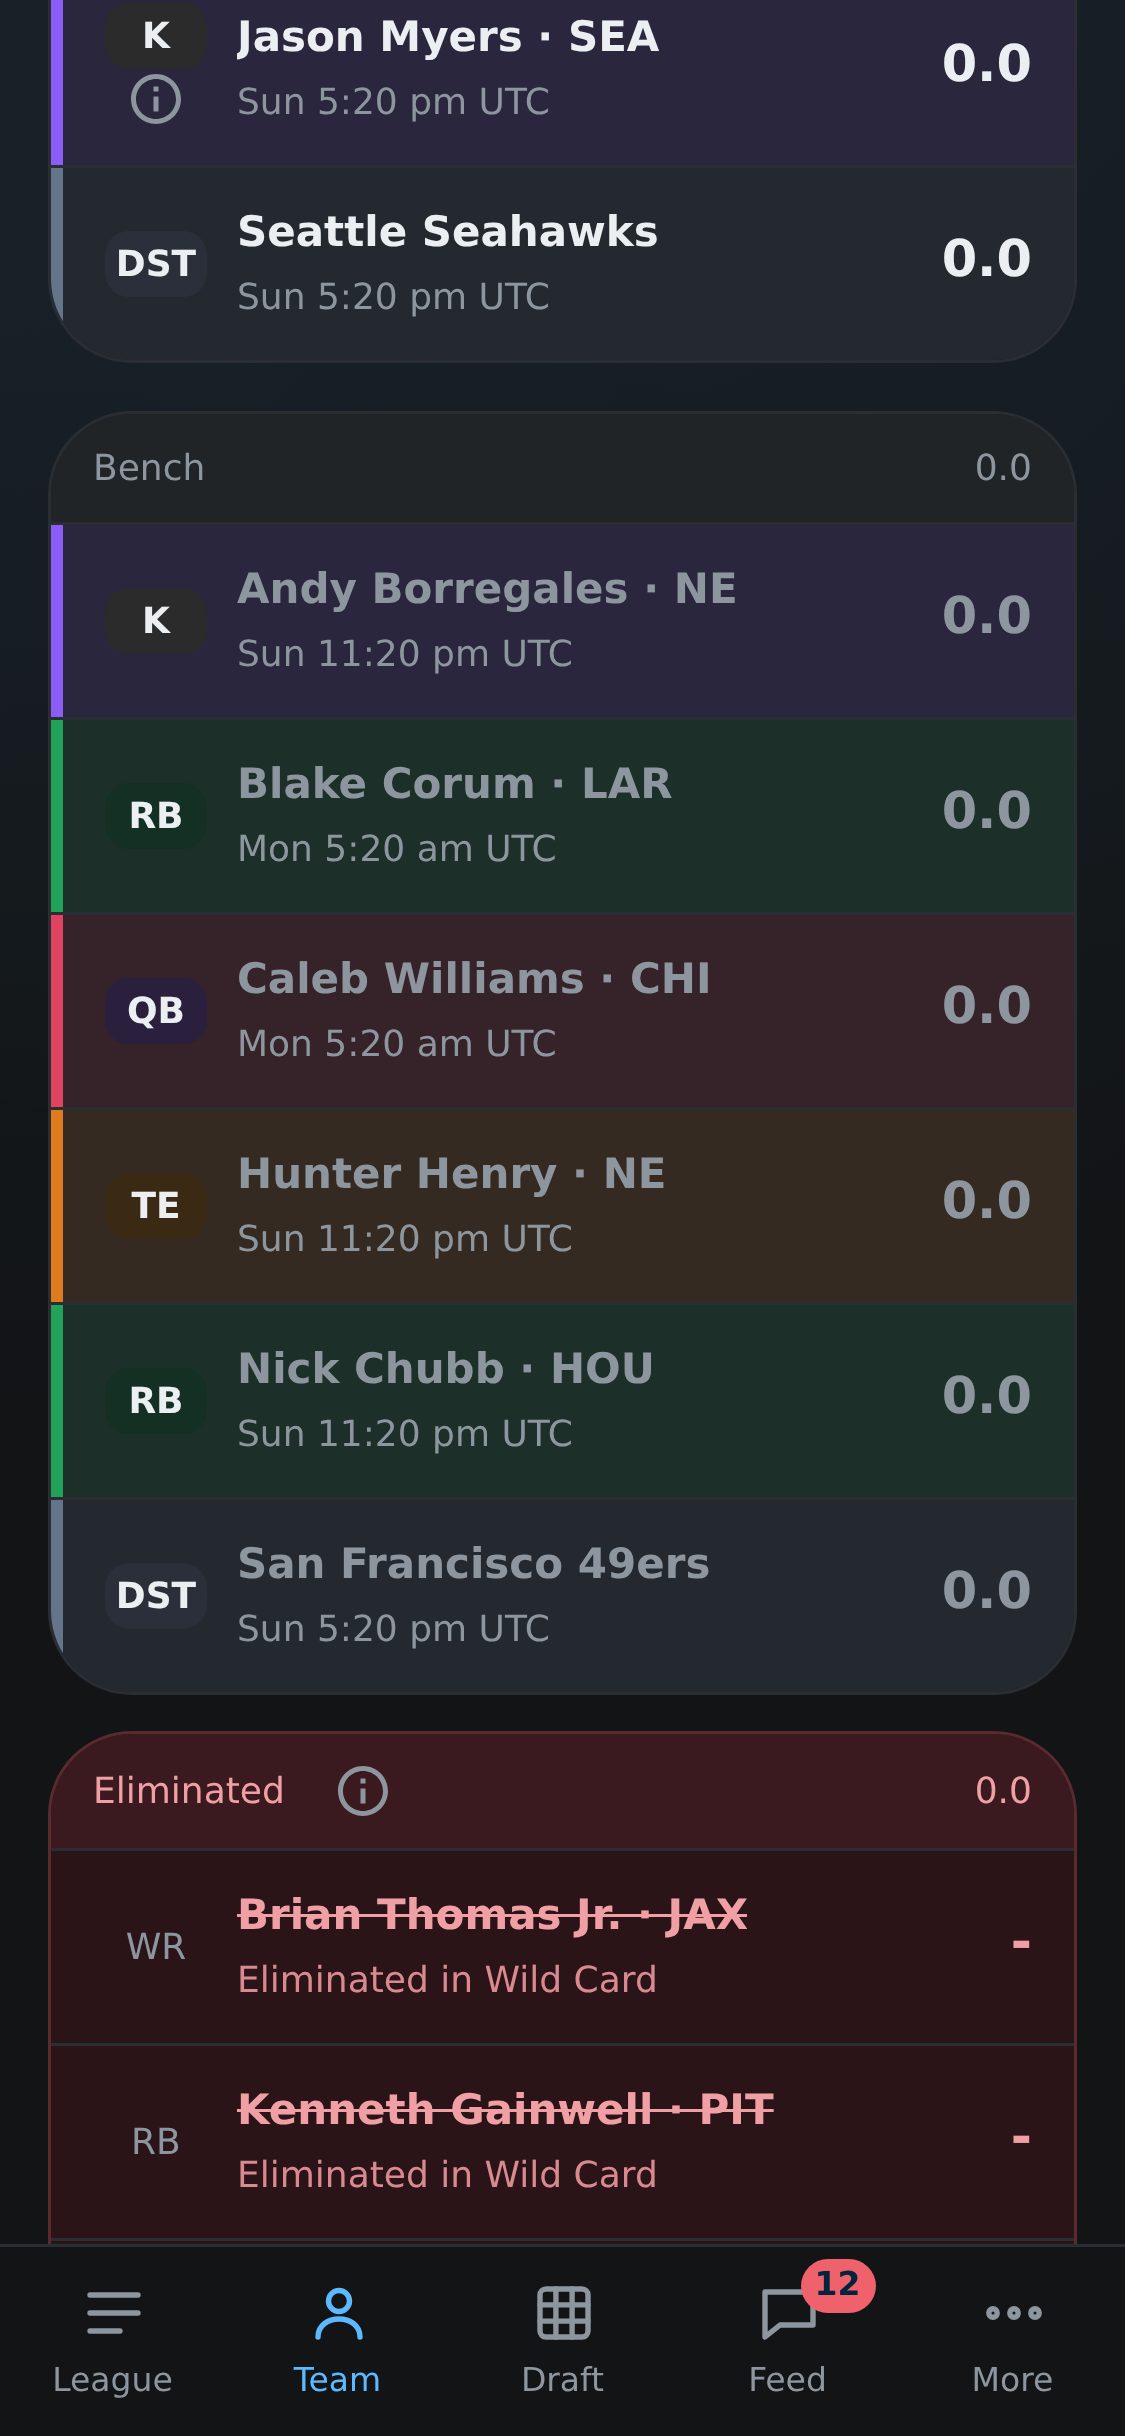 K
Jason Myers · SEA
0.0
Sun 5:20 pm UTC
DST
Seattle Seahawks
0.0
Sun 5:20 pm UTC
Bench
0.0
K
Andy Borregales · NE
0.0
Sun 11:20 pm UTC
RB
Blake Corum · LAR
0.0
Mon 5:20 am UTC
QB
Caleb Williams · CHI
0.0
Mon 5:20 am UTC
TE
Hunter Henry · NE
0.0
Sun 11:20 pm UTC
RB
Nick Chubb · HOU
0.0
Sun 11:20 pm UTC
DST
San Francisco 49ers
0.0
Sun 5:20 pm UTC
Eliminated
0.0
WR
Brian Thomas Jr. · JAX
-
Eliminated in Wild Card
RB
Kenneth Gainwell · PIT
-
Eliminated in Wild Card
12
League
Team
Draft
Feed
More